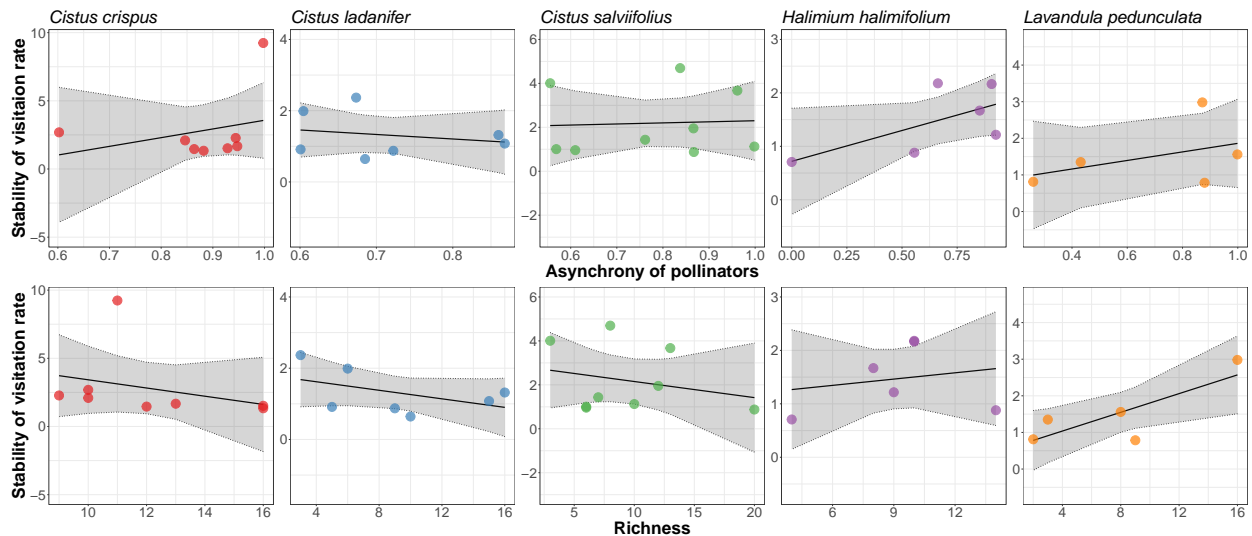 Cistus crispus Cistus ladanifer Cistus salviifolius Halimium halimifolium Lavandula pedunculata
Stability of visitaion rate
10 5 0 −5
0.6 0.7 0.8 0.9 1.0
4 2 0
0.6 0.7 0.8
6 4 2 0 −2
0.6 0.7 0.8 0.9 1.0
3 2 1 0
0.00 0.25 0.56 0.75
4 3 2 1 0
0.4 0.6 0.8 1.0
Asynchrony of pollinators
Stability of visitation rate
10 5 0 −5
10 12 14 16
4 2 0
4 8 12 16
6 4 2 0 −2
5 10 15 20
3 2 1 0
4 6 9 12
4 3 2 1 0
4 8 12 16
Richness